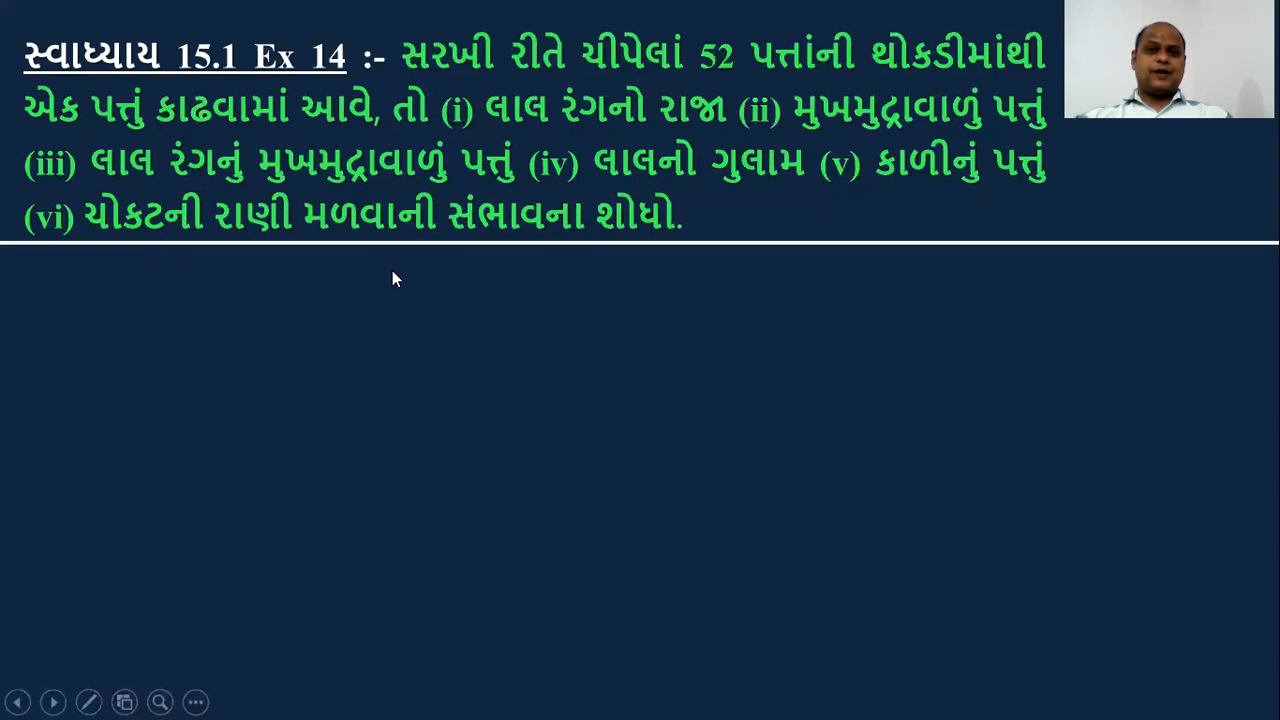 સ્વાધ્યાય 15.1 Ex 14 :- સરખી રીતે ચીપેલાં 52 પત્તાંની થોકડીમાંથી
એક પત્તું કાઢવામાં આવે, તો (i) લાલ રંગનો રાજા (ii) મુખમુદ્રાવાળું પત્તું
(iii) લાલ રંગનું મુખમુદ્રાવાળું પત્તું (iv) લાલનો ગુલામ (v) કાળીનું પત્તું
(vi) ચોકટની રાણી મળવાની સંભાવના શોધો.